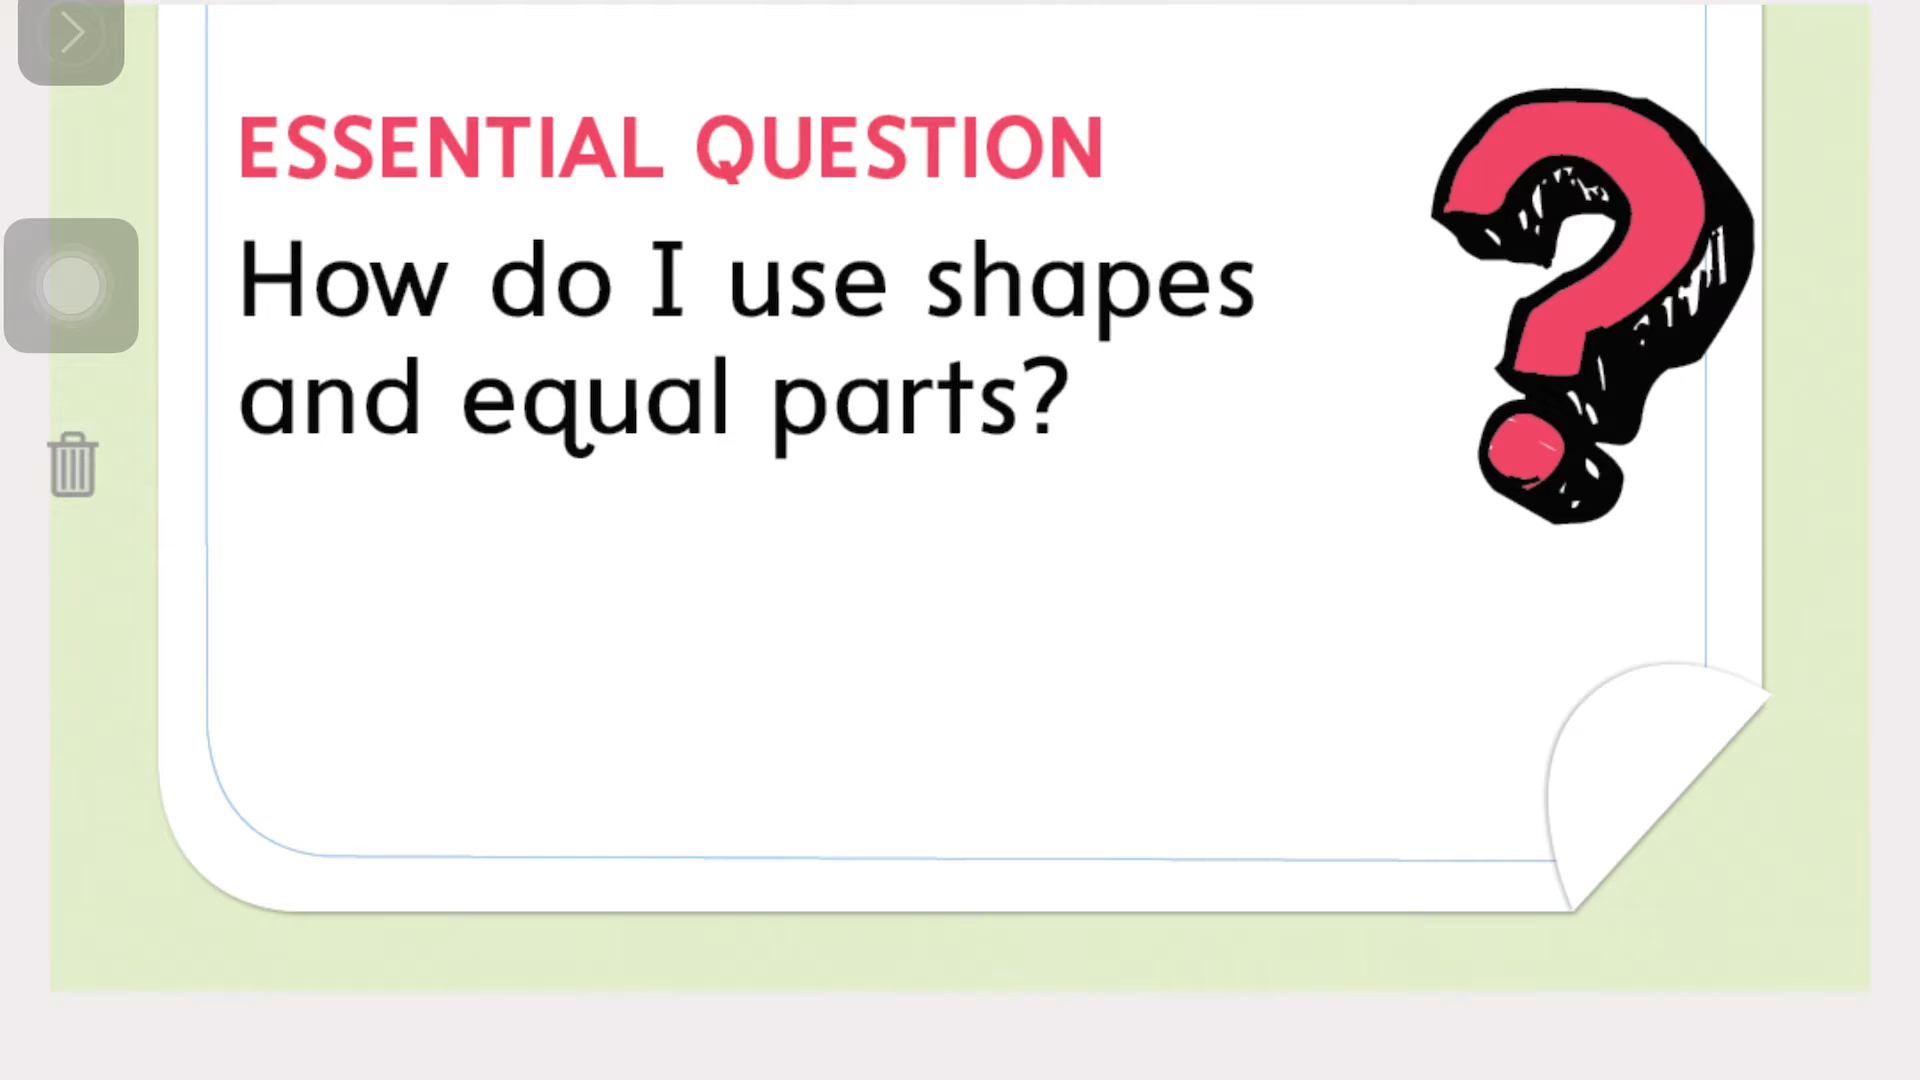 ESSENTIAL QUESTION
How do I use shapes
and equal parts?